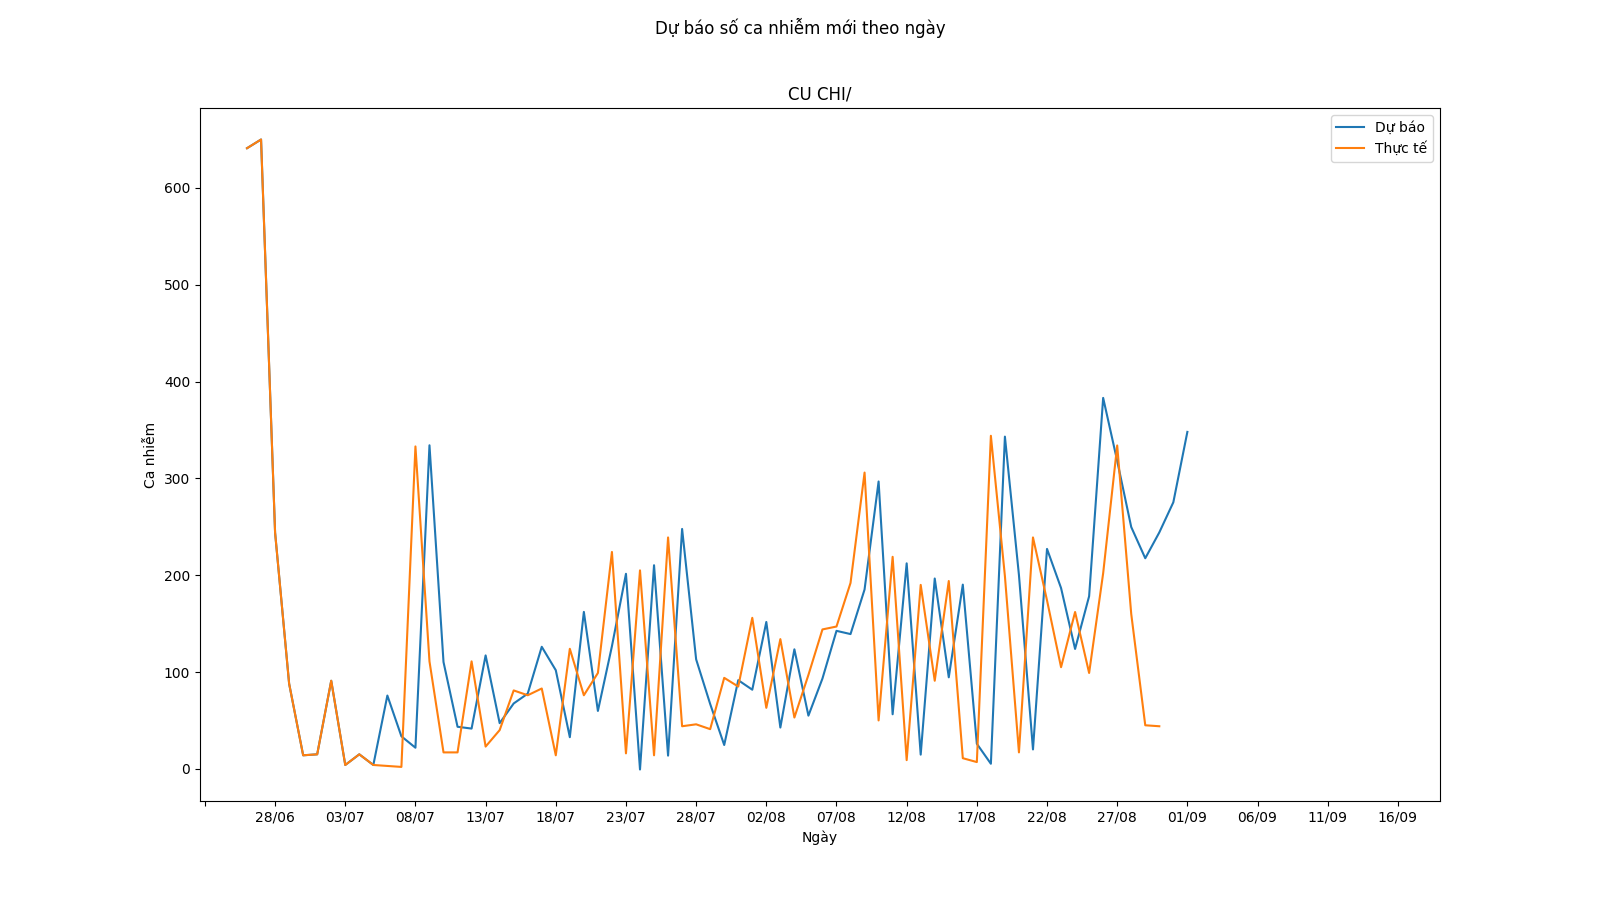 Dự báo số ca nhiễm mới theo ngày
CU CHI/
Dự báo
Thực tế
600
500
400
300
200
100
0
Ca nhiễm
28/06 03/07 08/07 13/07 18/07 23/07 28/07 02/08 07/08 12/08 17/08 22/08 27/08 01/09 06/09 11/09 16/09
Ngày